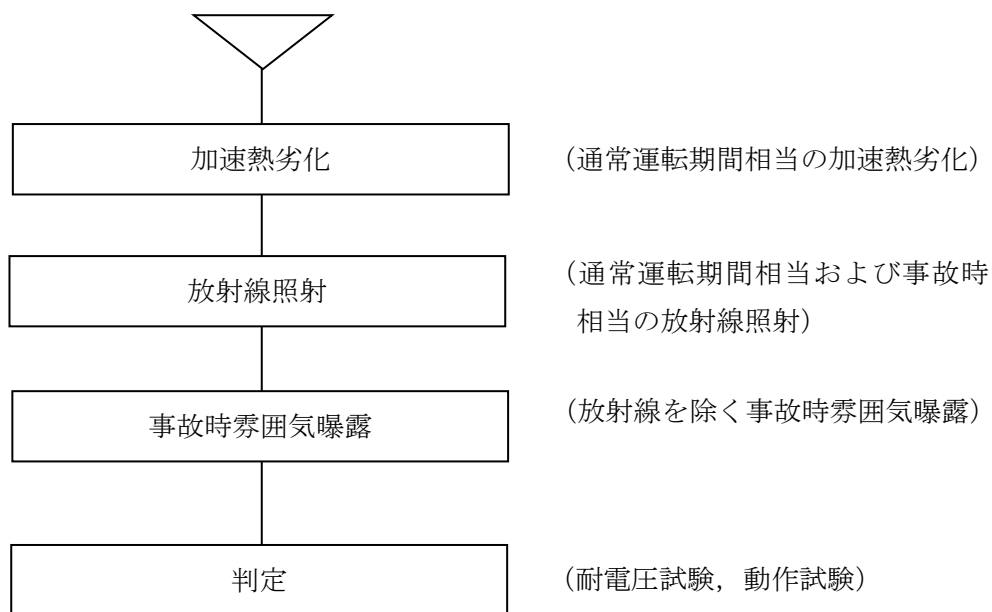 加速熱劣化
（通常運転期間相当の加速熱劣化）
放射線照射
（通常運転期間相当および事故時
相当の放射線照射）
事故時雰囲気曝露
（放射線を除く事故時雰囲気曝露）
判定
（耐電圧試験，動作試験）